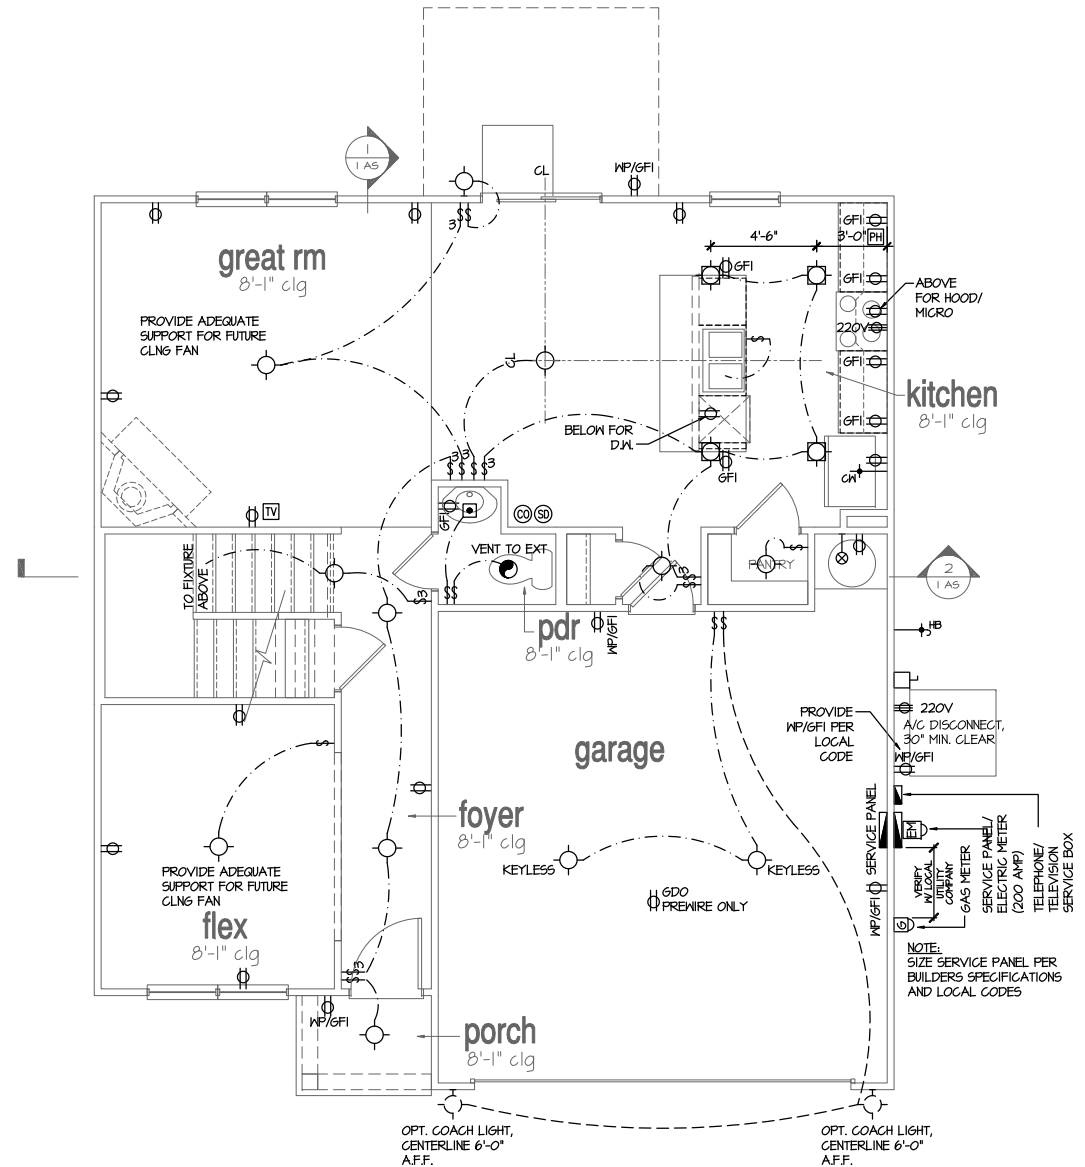 1
1 AS
CL
WP/GFI
great rm
8'-1" clg
PROVIDE ADEQUATE
SUPPORT FOR FUTURE
CLNG FAN
3
4'-6"
3'-0"
PH
GFI
GFI
GFI
ABOVE
FOR HOOD/
MICRO
220V
GFI
GFI
kitchen
8'-1" clg
CL
BELOW FOR
D.W.
GFI
CW
3
3
3
TV
GFI
CO
SD
VENT TO EXT
PANTRY
TO FIXTURE
ABOVE
3
3
2
1 AS
pdr
8'-1" clg
WP/GFI
HB
PROVIDE
WP/GFI PER
LOCAL
CODE
220V
A/C DISCONNECT,
30" MIN. CLEAR
WP/GFI
garage
foyer
8'-1" clg
KEYLESS
KEYLESS
GDO
PREWIRE ONLY
SERVICE PANEL
EM
VERIFY
W/ LOCAL
UTILITY
COMPANY
GAS METER
SERVICE PANEL/
ELECTRIC METER
(200 AMP)
TELEPHONE/
TELEVISION
SERVICE BOX
WP/GFI
G
NOTE:
SIZE SERVICE PANEL PER
BUILDERS SPECIFICATIONS
AND LOCAL CODES
PROVIDE ADEQUATE
SUPPORT FOR FUTURE
CLNG FAN
flex
8'-1" clg
3
WP/GFI
porch
8'-1" clg
OPT. COACH LIGHT,
CENTERLINE 6'-0"
A.F.F.
OPT. COACH LIGHT,
CENTERLINE 6'-0"
A.F.F.